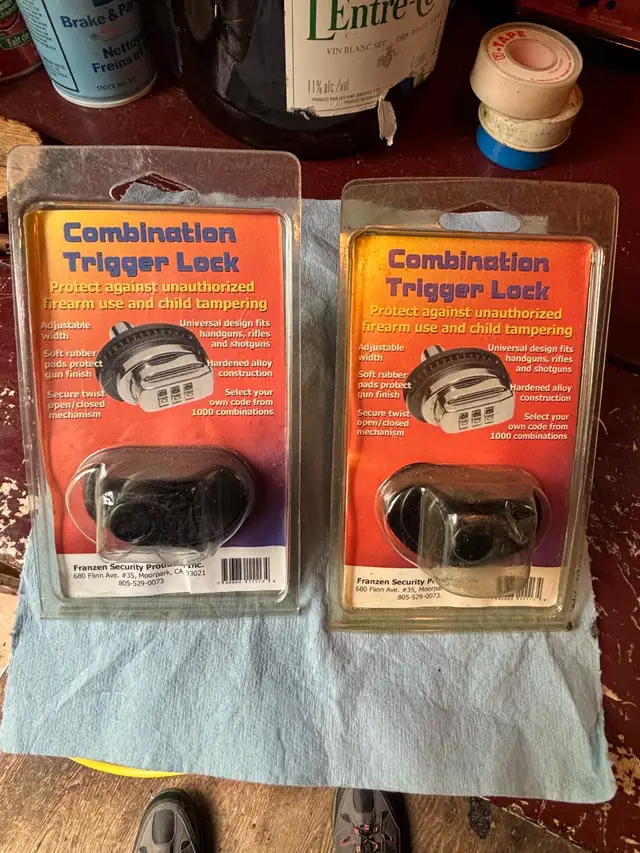 Brake & Pa
Nettoy
Freins et
STOCK NO.
L'Entre-C
VIN BLANC SEC
DRY WHITE
11% alc./vol
TAPE
Combination
Trigger Lock
Protect against unauthorized
firearm use and child tampering
Adjustable
width
Soft rubber
pads protect
gun finish
Secure twist
open/closed
mechanism
Universal design fits
handguns, rifles
and shotguns
Hardened alloy
construction
Select your
own code from
1000 combinations
Franzen Security Produ Inc.
680 Flinn Ave. #35, Moorpark, CA 93021
805-529-0073
Combination
Trigger Lock
Protect against unauthorized
firearm use and child tampering
Adjustable
width
Soft rubber
pads protect
gun finish
Secure twist
open/closed
mechanism
Universal design fits
handguns, rifles
and shotguns
Hardened alloy
construction
Select your
own code from
1000 combinations
Franzen Security P
680 Flinn Ave. #35, Moorpa
805-529-0073